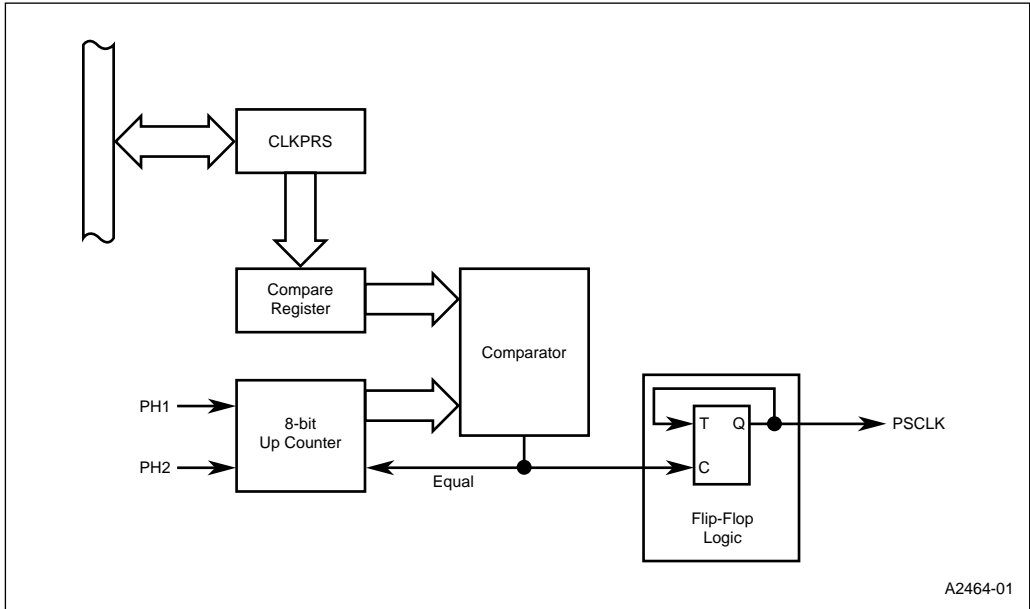 CLKPRS
Compare
Register
Comparator
PH1
8-bit
Up Counter
PH2
Equal
T
Q
PSCLK
C
Flip-Flop
Logic
A2464-01